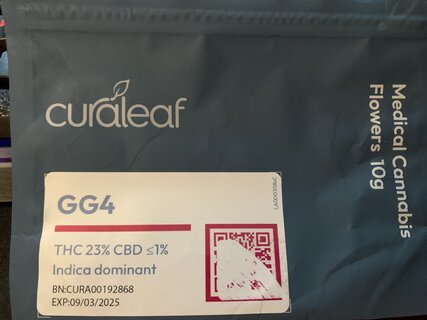 curaleaf
Medical Cannabis
Flowers 10g
GG4
THC 23% CBD ≤1%
Indica dominant
BN:CURA00192868
EXP:09/03/2025